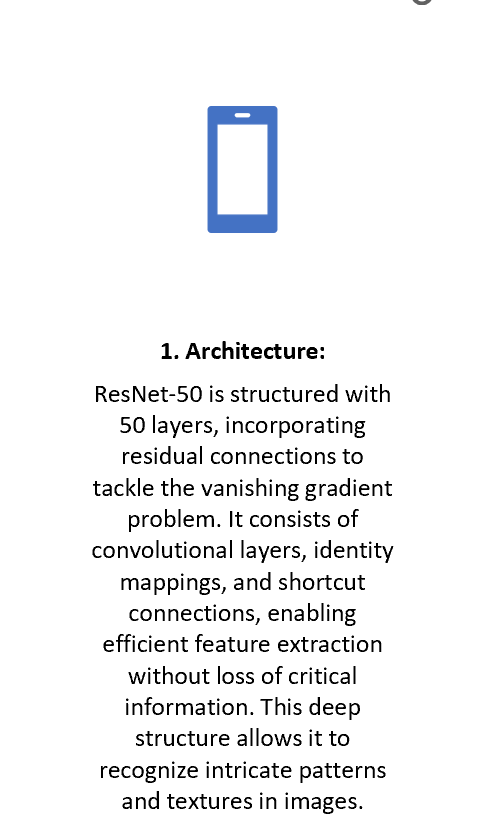 1. Architecture:
ResNet-50 is structured with
50 layers, incorporating
residual connections to
tackle the vanishing gradient
problem. It consists of
convolutional layers, identity
mappings, and shortcut
connections, enabling
efficient feature extraction
without loss of critical
information. This deep
structure allows it to
recognize intricate patterns
and textures in images.